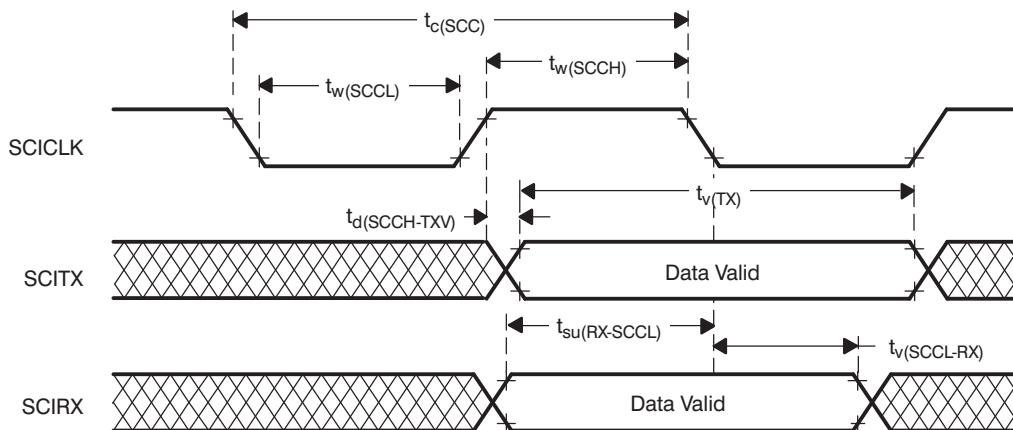 tc(SCC)
tw(SCCH)
tw(SCCL)
SCICLK
tv(TX)
td(SCCH-TXV)
SCITX
Data Valid
tsu(RX-SCCL)
tv(SCCL-RX)
SCIRX
Data Valid